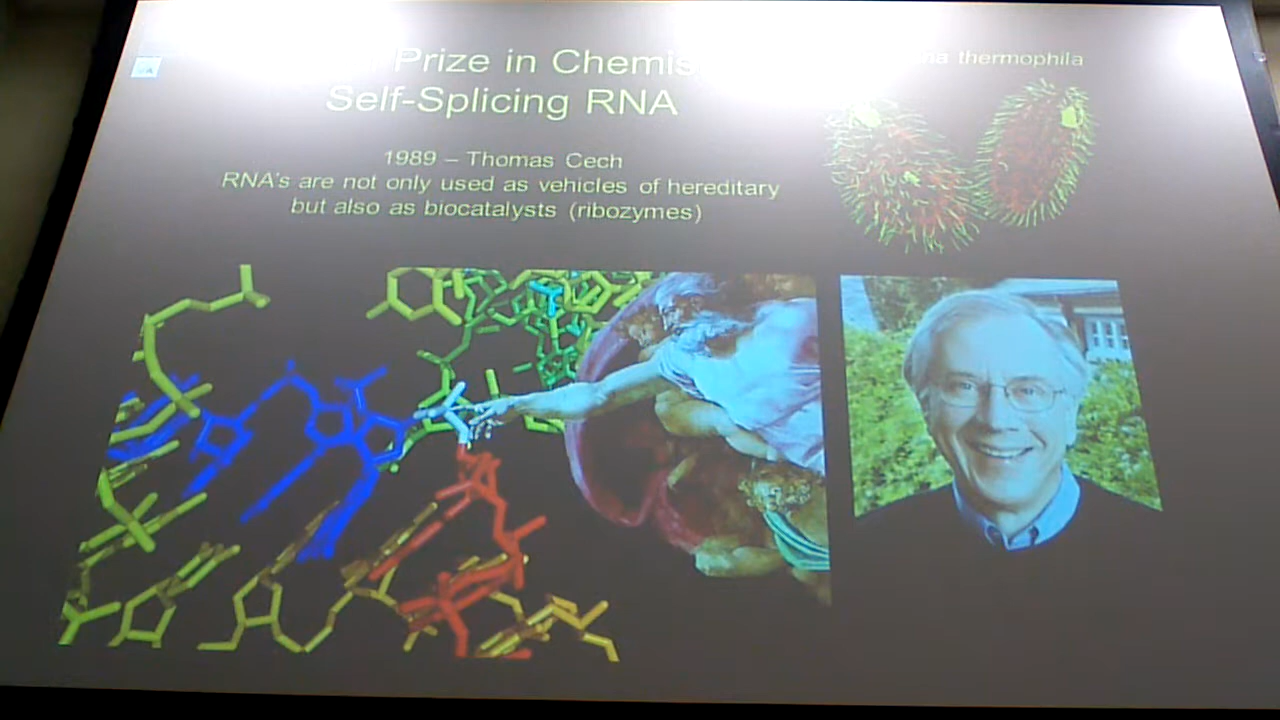 Prize in Chemis
Self-Splicing RNA
thermophila
1989 – Thomas Cech
RNA's are not only used as vehicles of hereditary
but also as biocatalysts (ribozymes)